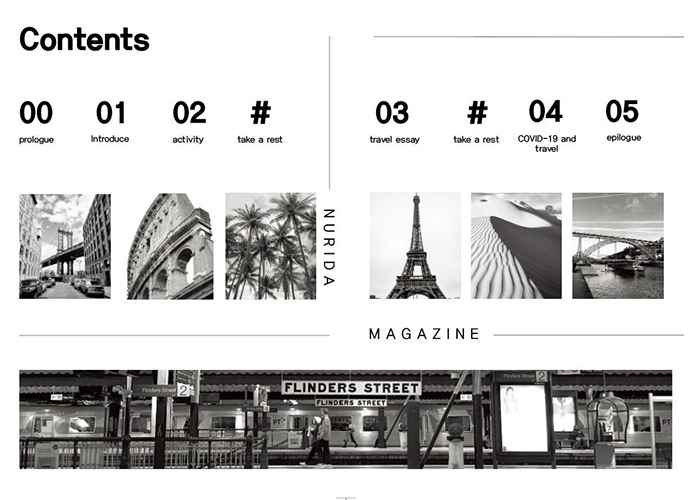 Contents
00
prologue
01
Introduce
02
activity
#
take a rest
03
travel essay
#
take a rest
04
COVID-19 and
travel
05
epilogue
NURIDA
MAGAZINE
Flinders Street
2
FLINDERS STREET
FLINDERS STREET
Flinders Street
2
PT